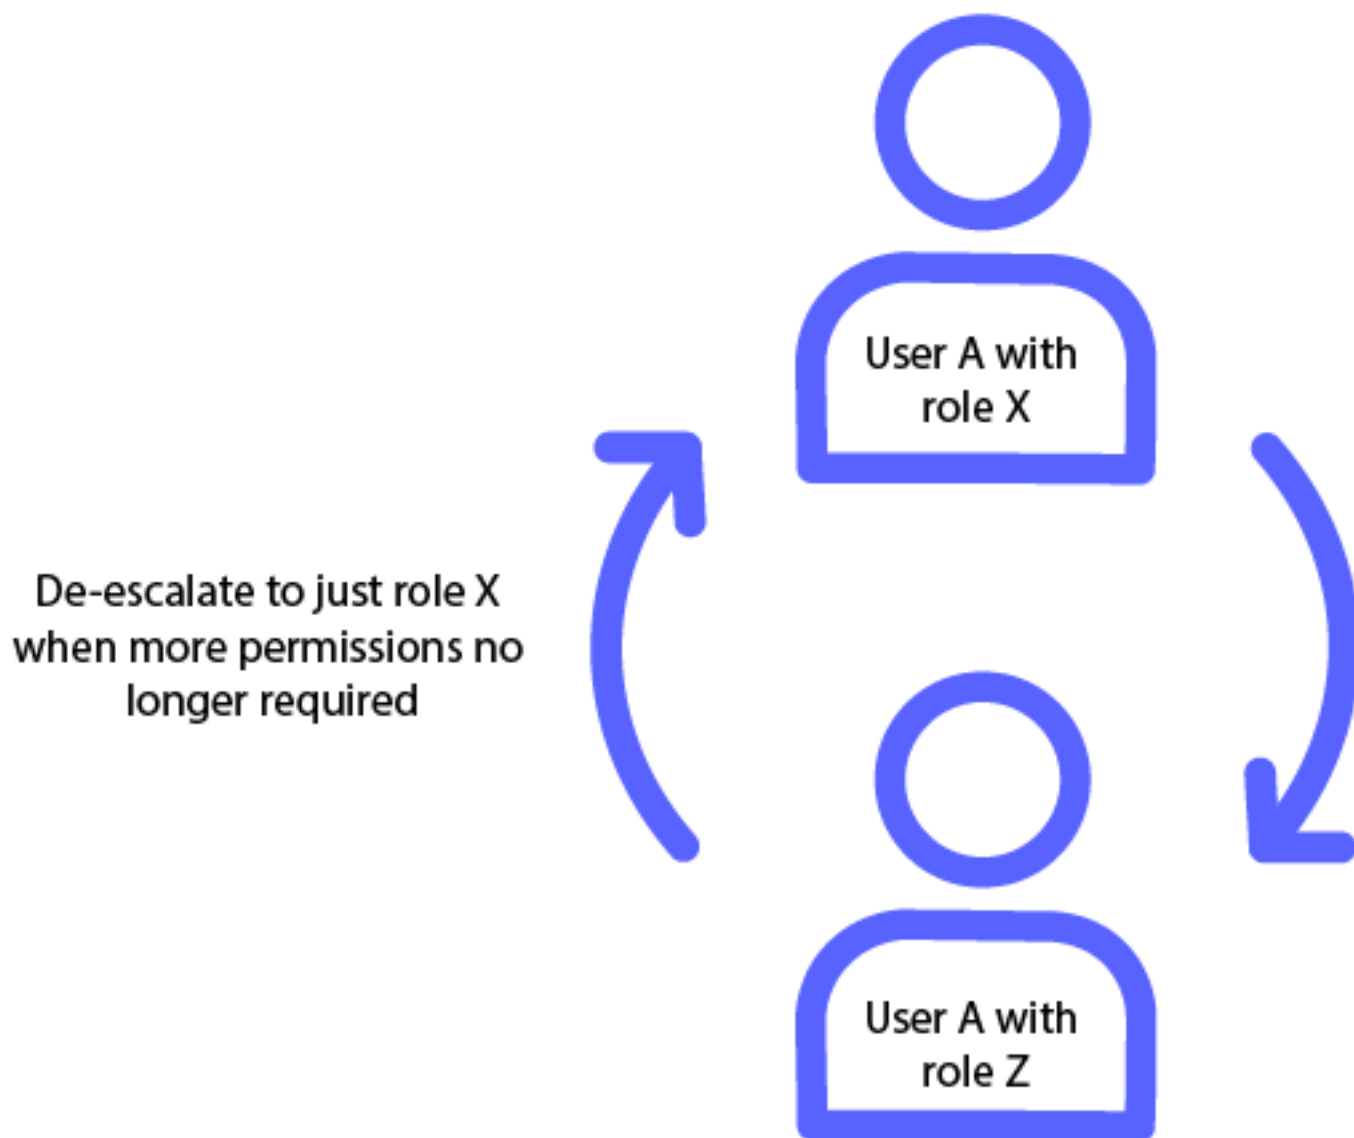 User A with
role X
De-escalate to just role X
when more permissions no
longer required
User A with
role Z